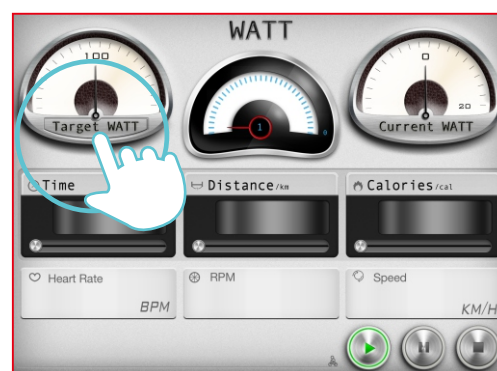 WATT
100
Target WATT
1
0
0
20
Current WATT
Time
Distance/km
Calories/cal
Heart Rate
BPM
RPM
Speed
KM/H